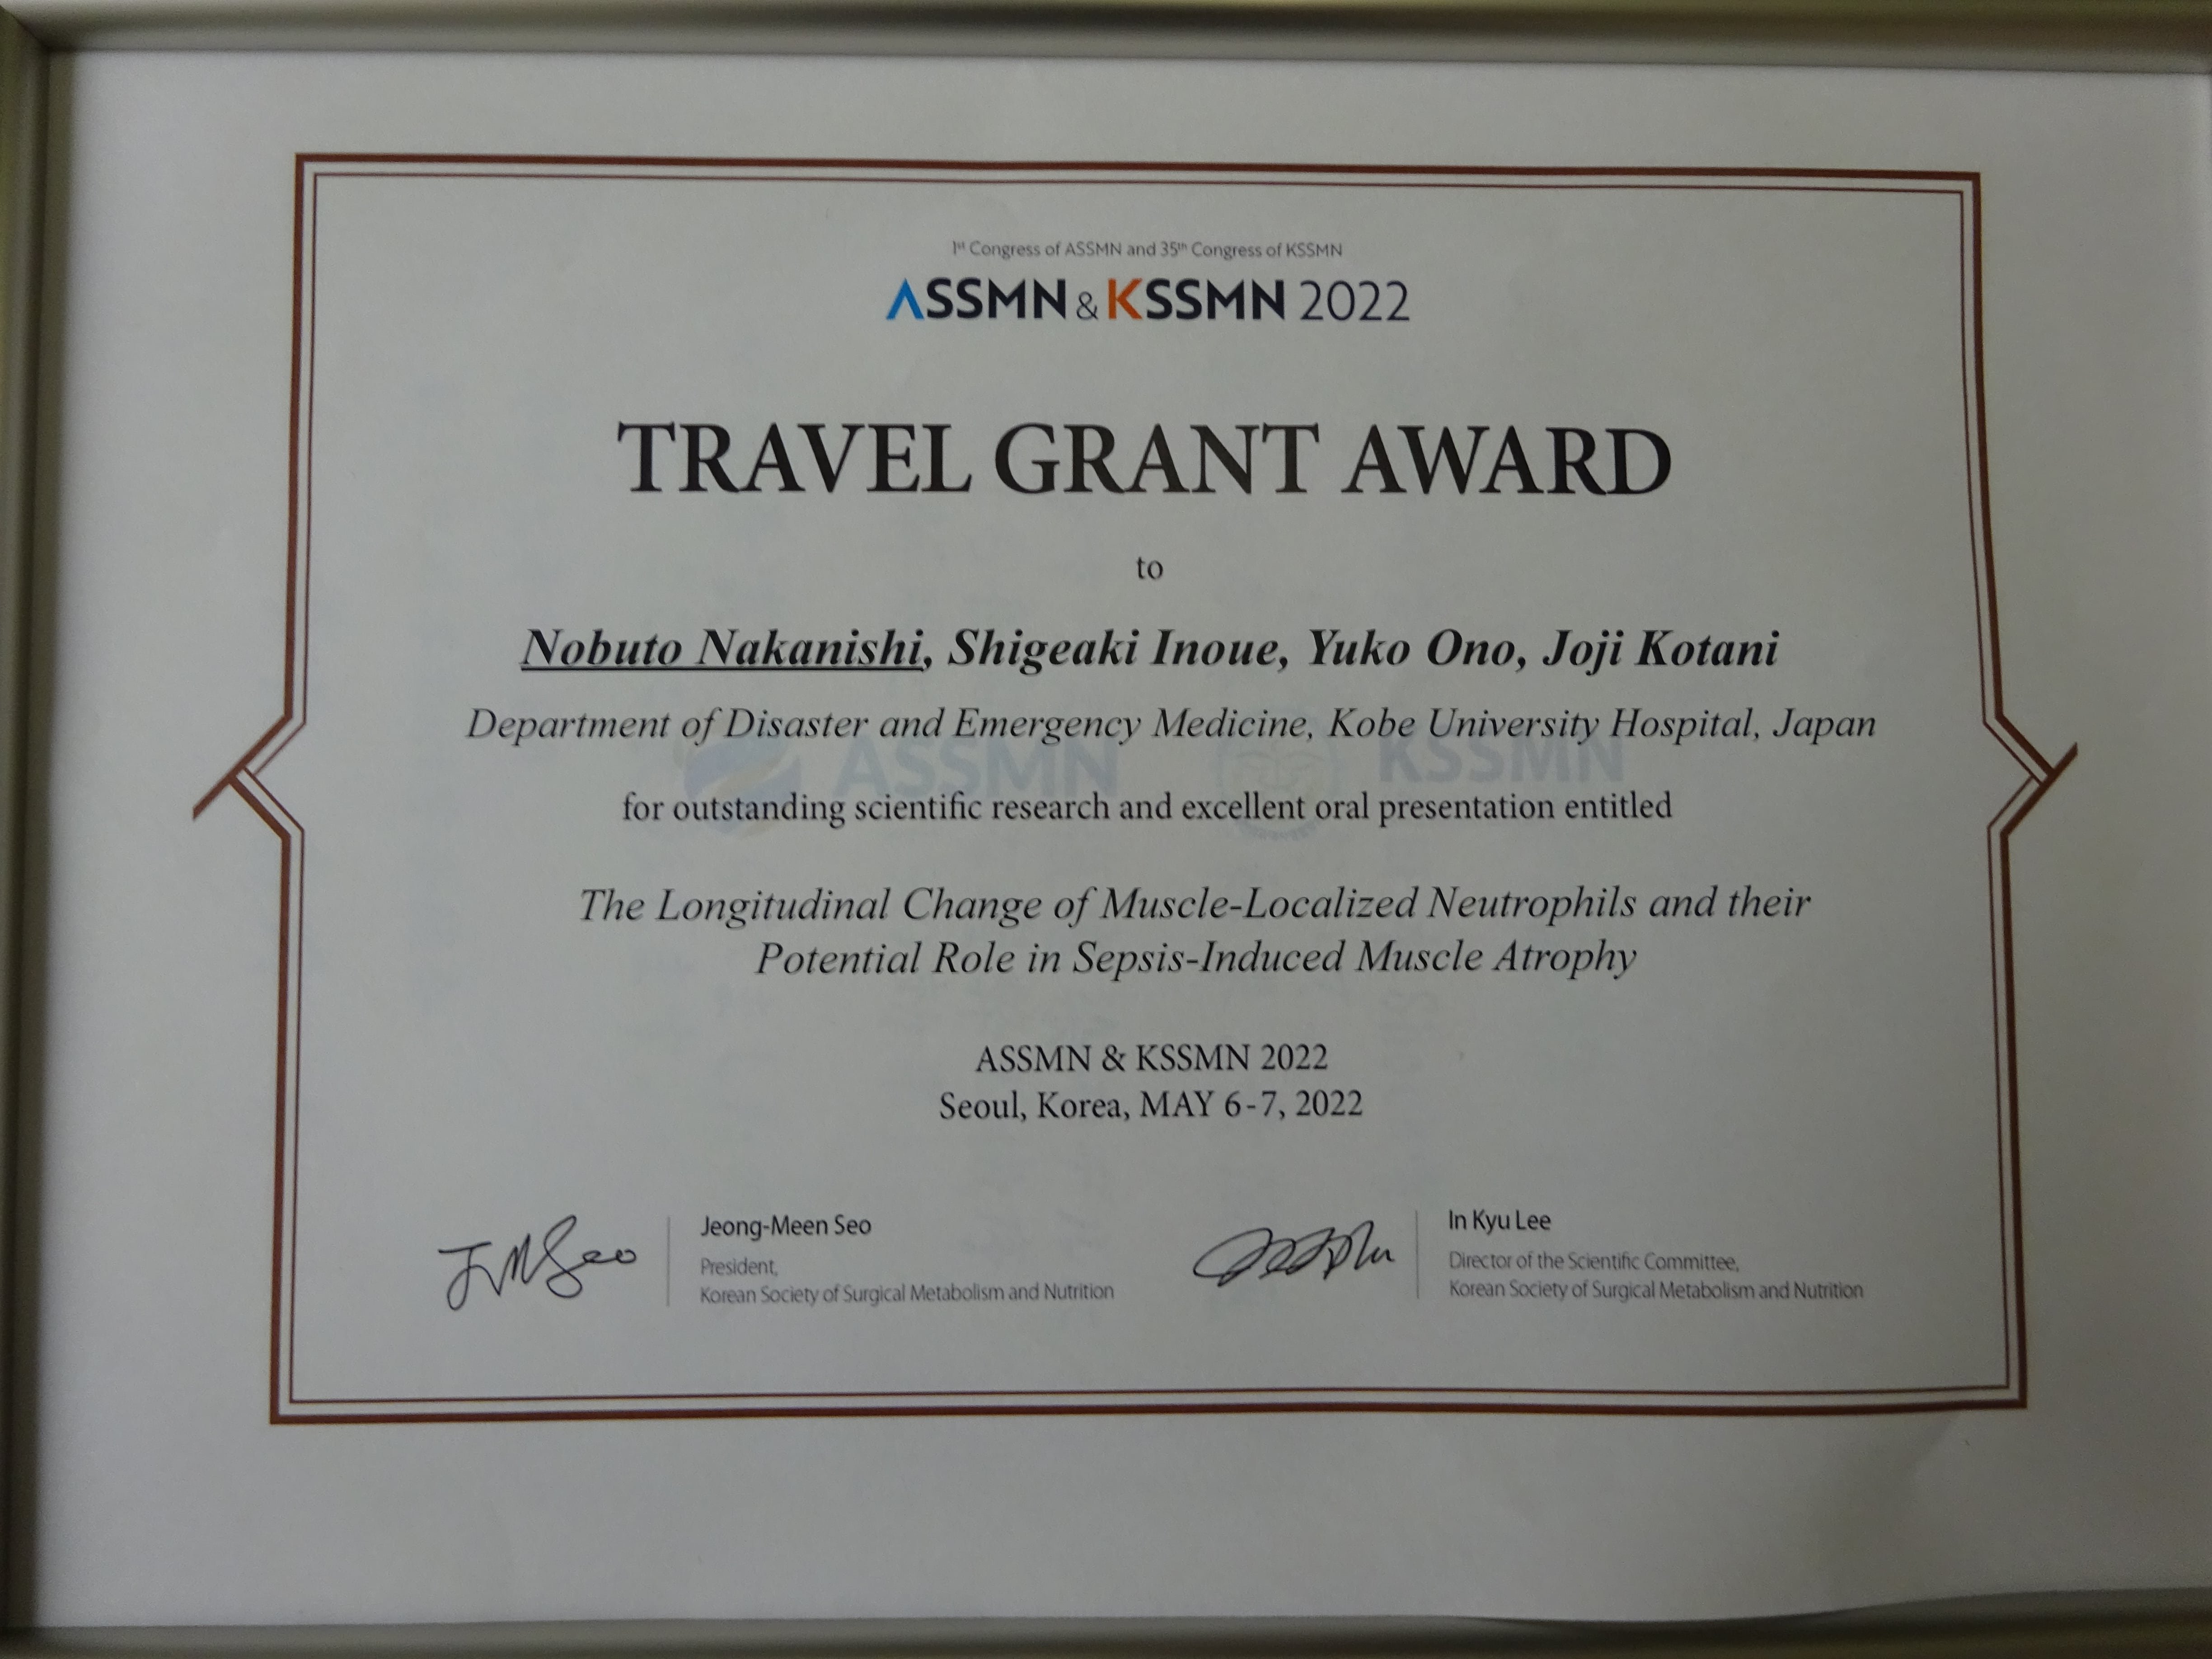 1st Congress of ASSMN and 35th Congress of KSSMN
ASSMN & KSSMN 2022
TRAVEL GRANT AWARD
to
Nobuto Nakanishi, Shigeaki Inoue, Yuko Ono, Joji Kotani
Department of Disaster and Emergency Medicine, Kobe University Hospital, Japan
ASSMN KSSMN
for outstanding scientific research and excellent oral presentation entitled
The Longitudinal Change of Muscle-Localized Neutrophils and their
Potential Role in Sepsis-Induced Muscle Atrophy
ASSMN & KSSMN 2022
Seoul, Korea, MAY 6-7, 2022
Jeong-Meen Seo
President,
Korean Society of Surgical Metabolism and Nutrition
In Kyu Lee
Director of the Scientific Committee,
Korean Society of Surgical Metabolism and Nutrition